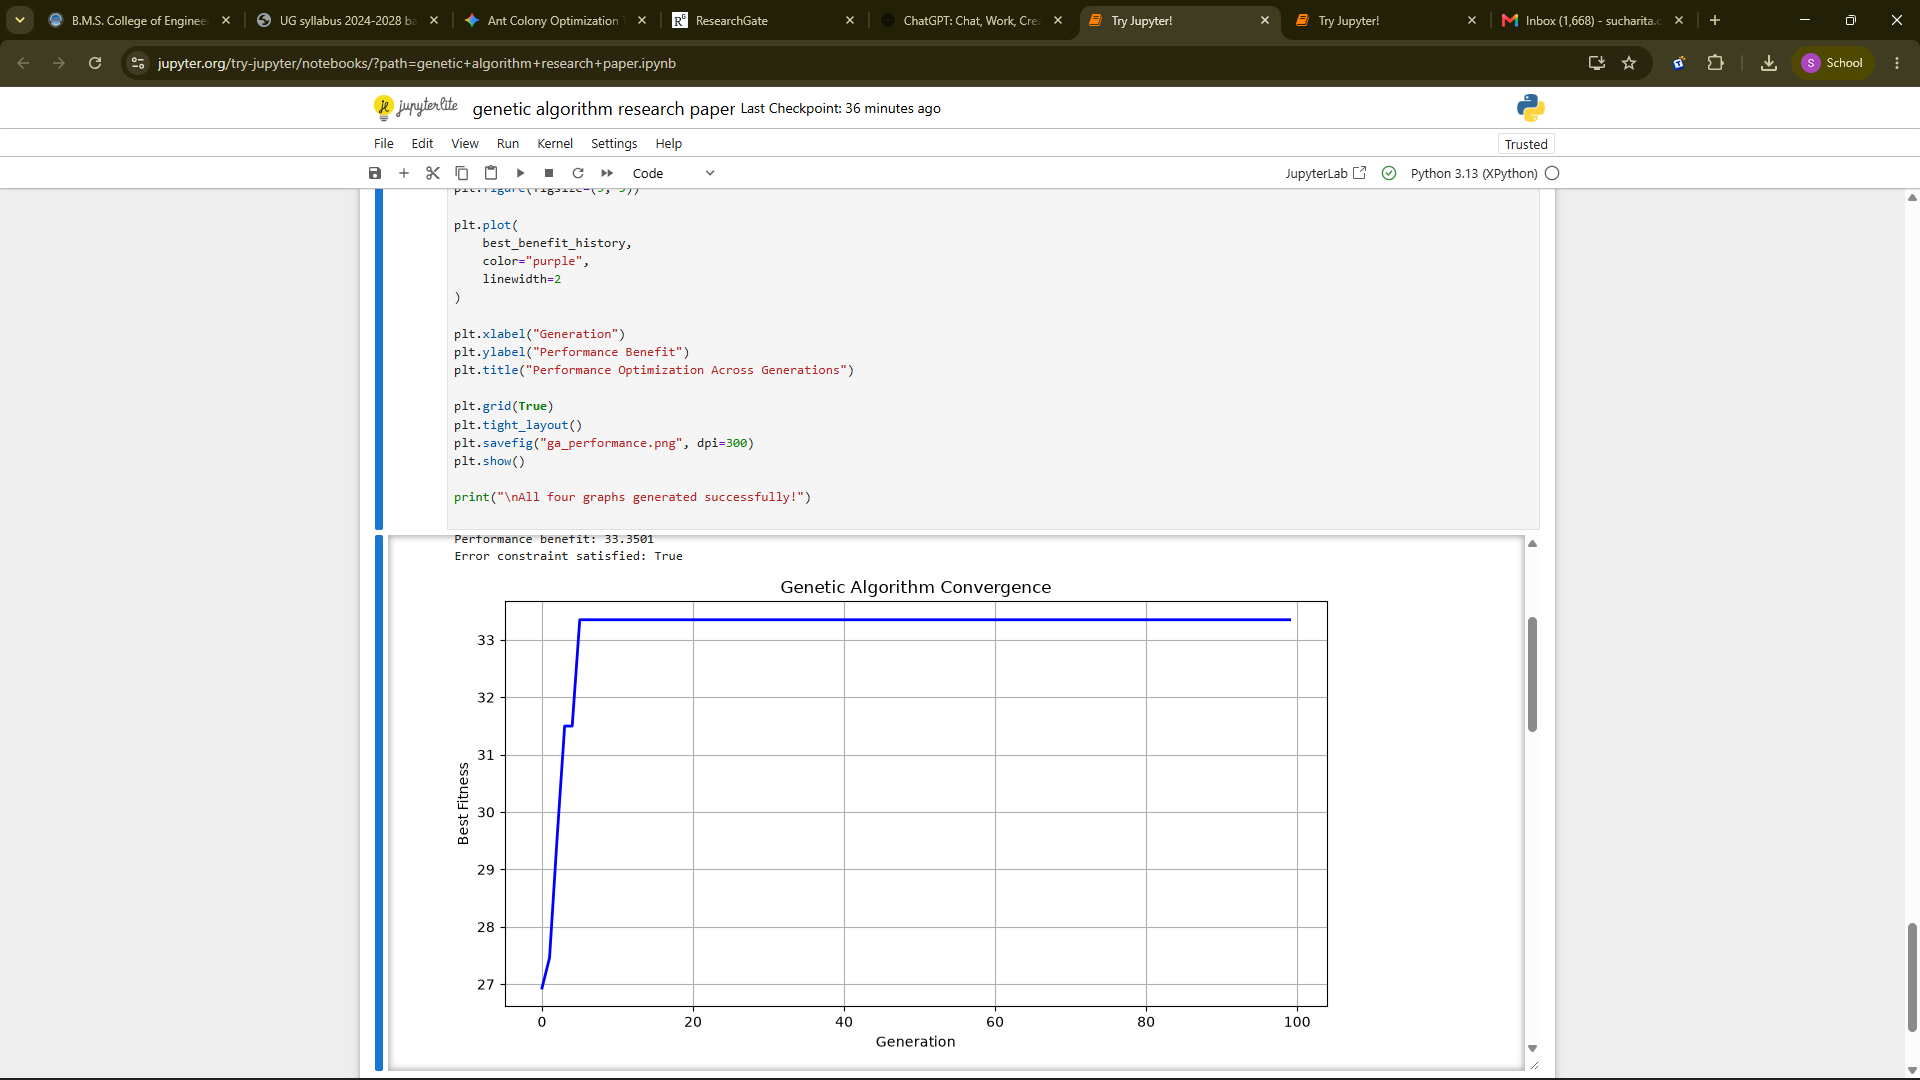 B.M.S. College of Enginee
UG syllabus 2024-2028 ba
Ant Colony Optimization
ResearchGate
ChatGPT: Chat, Work, Cre
Try Jupyter!
Try Jupyter!
Inbox (1,668) - sucharita.c
jupyter.org/try-jupyter/notebooks/?path=genetic+algorithm+research+paper.ipynb
School
jupyterlite genetic algorithm research paper Last Checkpoint: 36 minutes ago
File Edit View Run Kernel Settings Help
Trusted
Code
JupyterLab
Python 3.13 (XPython)
plt.plot(
best_benefit_history,
color="purple",
linewidth=2
)
plt.xlabel("Generation")
plt.ylabel("Performance Benefit")
plt.title("Performance Optimization Across Generations")
plt.grid(True)
plt.tight_layout()
plt.savefig("ga_performance.png", dpi=300)
plt.show()
print("\nAll four graphs generated successfully!")
Performance benefit: 33.3501
Error constraint satisfied: True
Genetic Algorithm Convergence
33
32
31
30
29
28
27
Best Fitness
0 20 40 60 80 100
Generation